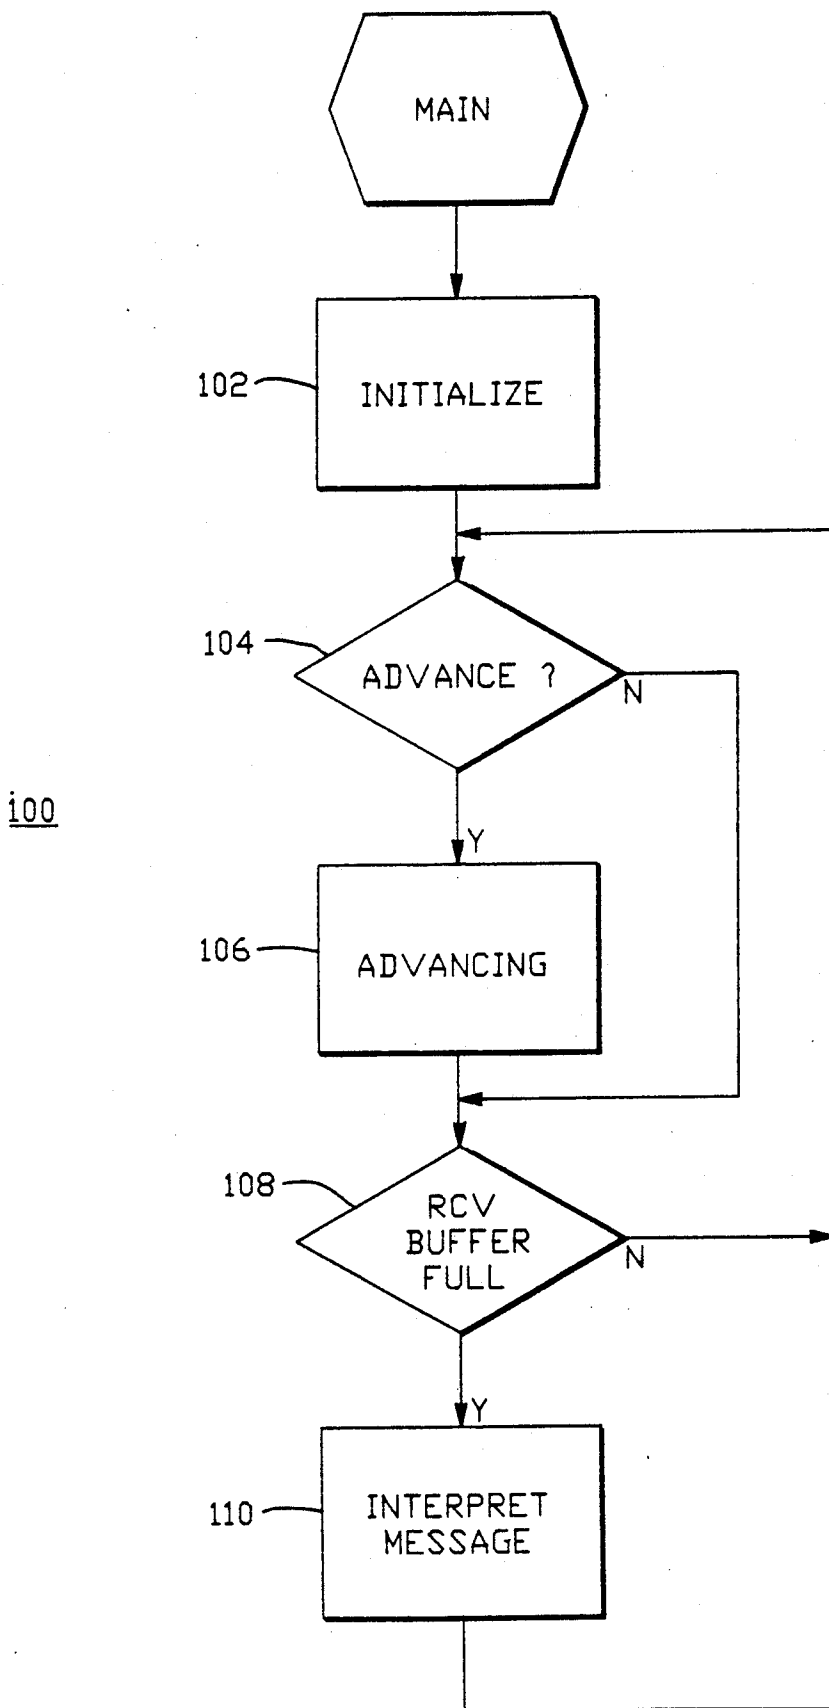 MAIN
102
INITIALIZE
104
ADVANCE ?
N
100
Y
106
ADVANCING
108
RCV
BUFFER
FULL
N
Y
110
INTERPRET
MESSAGE